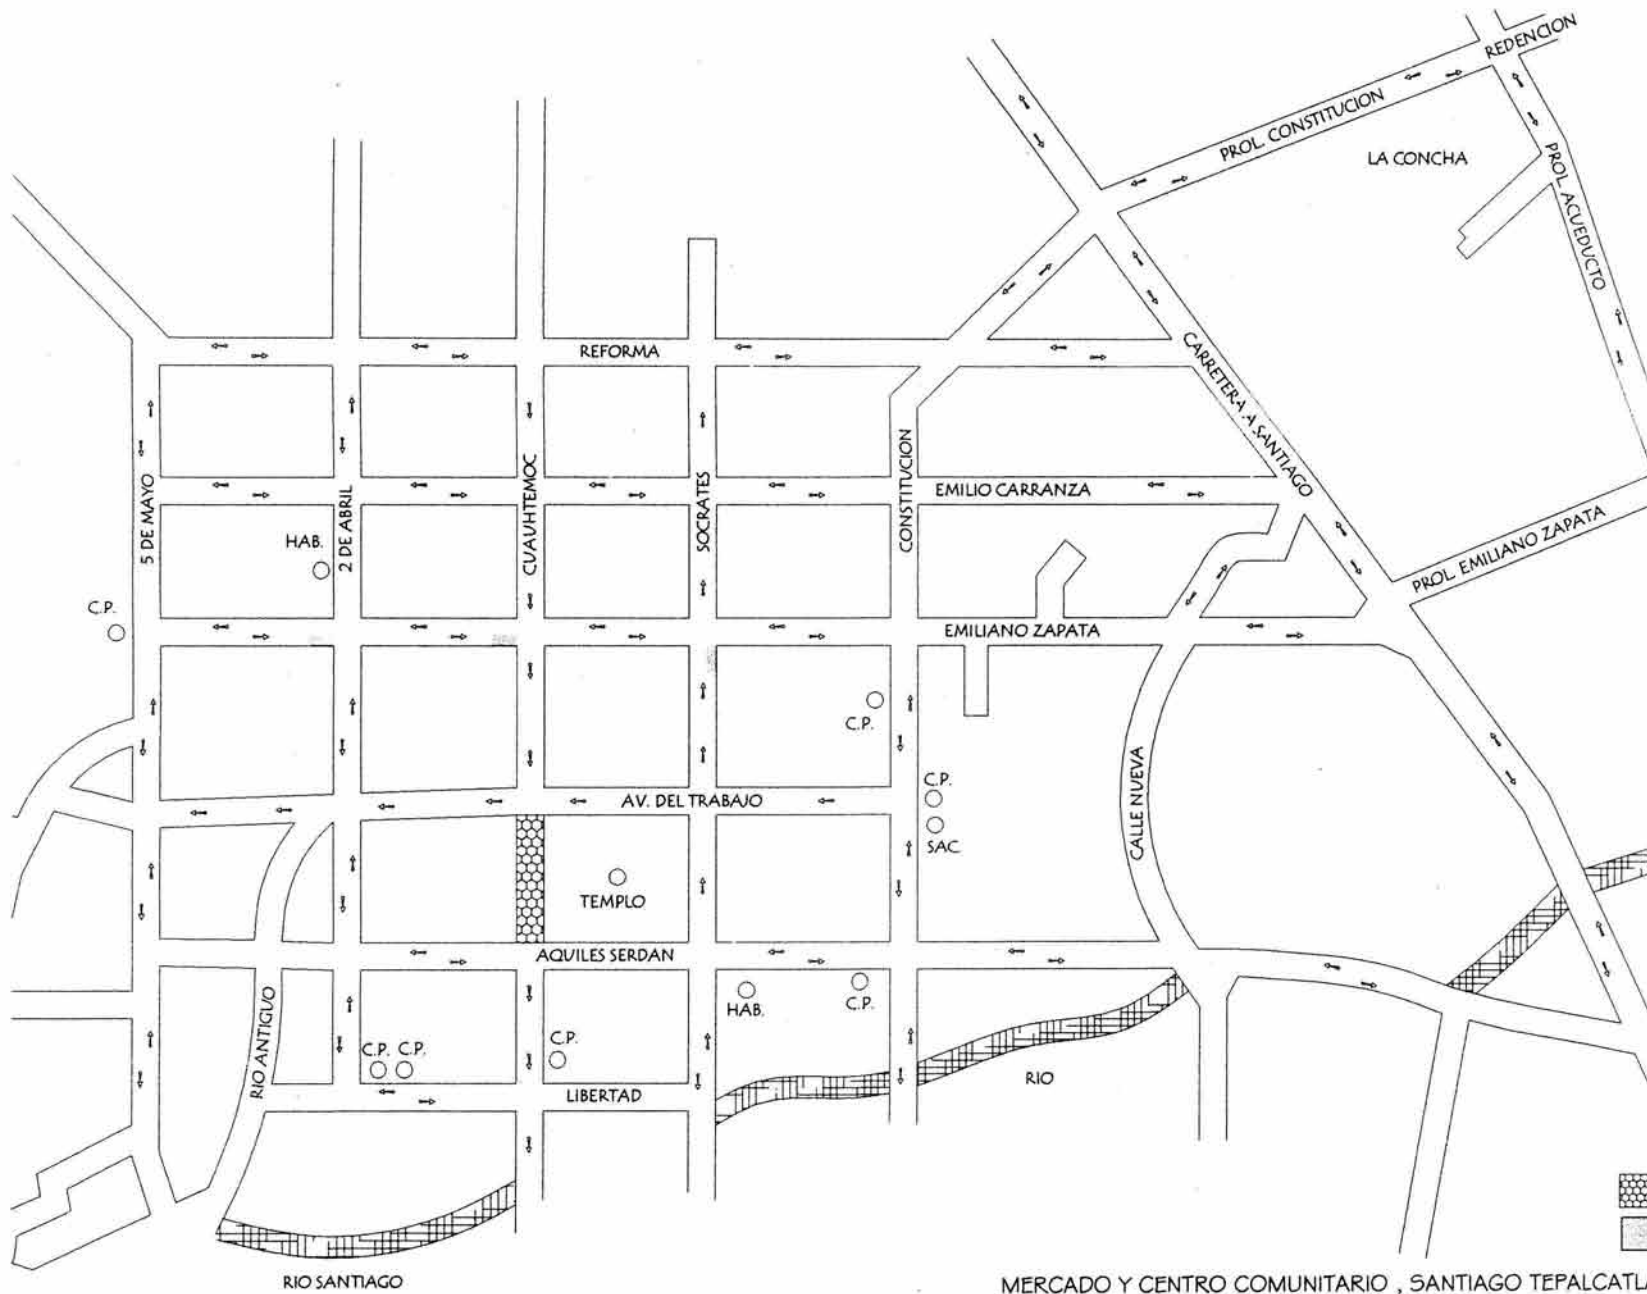 REDENCION
PROL. CONSTITUCION
LA CONCHA
PROL. ACUEDUCTO
REFORMA
CARRETERA A SANTIAGO
5 DE MAYO
2 DE ABRIL
CUAUHTEMOC
SOCRATES
CONSTITUCION
EMILIO CARRANZA
HAB.
PROL. EMILIANO ZAPATA
C.P.
EMILIANO ZAPATA
C.P.
C.P.
SAC
CALLE NUEVA
AV. DEL TRABAJO
TEMPLO
AQUILES SERDAN
RIO ANTIGUO
HAB.
C.P.
C.P.
C.P.
C.P.
LIBERTAD
RIO
RIO SANTIAGO
MERCADO Y CENTRO COMUNITARIO , SANTIAGO